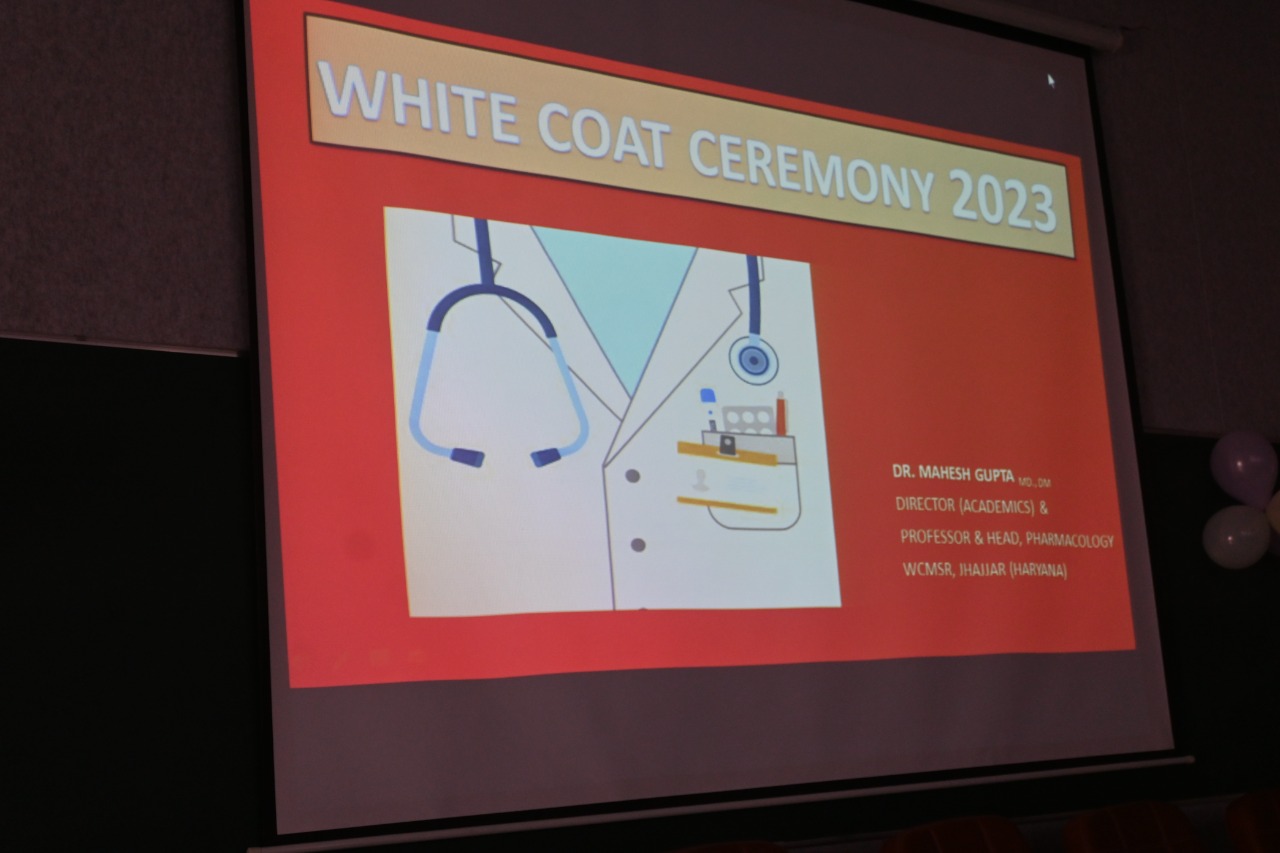 WHITE COAT CEREMONY 2023
DR. MAHESH GUPTA MD., DM
DIRECTOR (ACADEMICS) &
PROFESSOR & HEAD, PHARMACOLOGY
WCMSR, JHAJJAR (HARYANA)